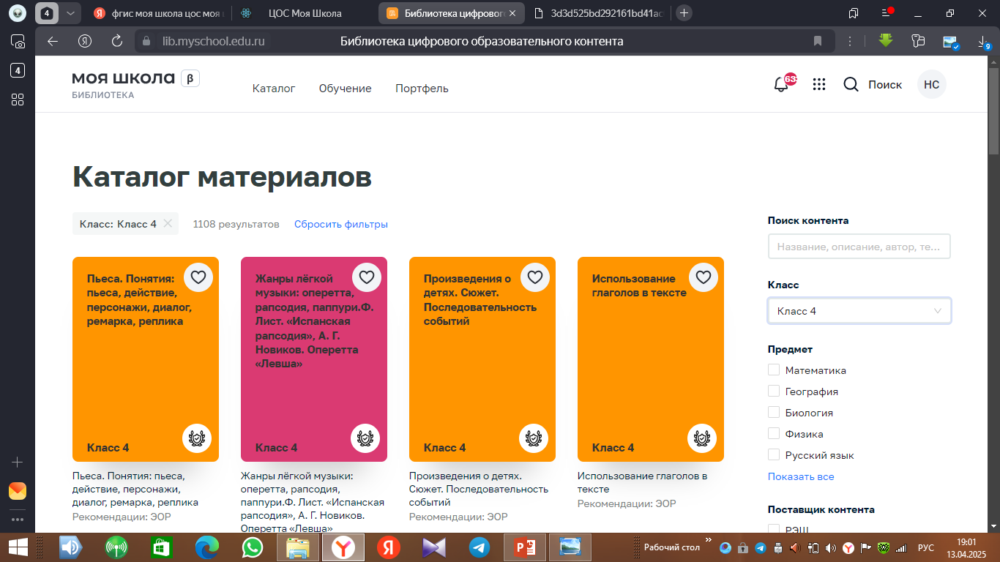 фгис моя школа цос моя
ЦОС Моя Школа
Библиотека цифрового
3d3d525bd292161bd41ac
4
lib.myschool.edu.ru
Библиотека цифрового образовательного контента
9
4
моя школа β
БИБЛИОТЕКА
Каталог
Обучение
Портфель
63
Поиск
НС
Каталог материалов
Класс: Класс 4
1108 результатов
Сбросить фильтры
Пьеса. Понятия:
пьеса, действие,
персонажи, диалог,
ремарка, реплика
Класс 4
Пьеса. Понятия: пьеса,
действие, персонажи,
диалог, ремарка, реплика
Рекомендации: ЭОР
Жанры лёгкой
музыки: оперетта,
рапсодия, паппури.Ф.
Лист. «Испанская
рапсодия», А. Г.
Новиков. Оперетта
«Левша»
Класс 4
Жанры лёгкой музыки:
оперетта, рапсодия,
паппури.Ф. Лист. «Испанская
рапсодия», А. Г. Новиков.
Оперетта «Левша»
Произведения о
детях. Сюжет.
Последовательность
событий
Класс 4
Произведения о детях.
Сюжет. Последовательность
событий
Рекомендации: ЭОР
Использование
глаголов в тексте
Класс 4
Использование глаголов в
тексте
Рекомендации: ЭОР
Поиск контента
Название, описание, автор, те...
Класс
Класс 4
Предмет
Математика
География
Биология
Физика
Русский язык
Показать все
Поставщик контента
РЭШ
Рабочий стол
РУС
19:01
13.04.2025